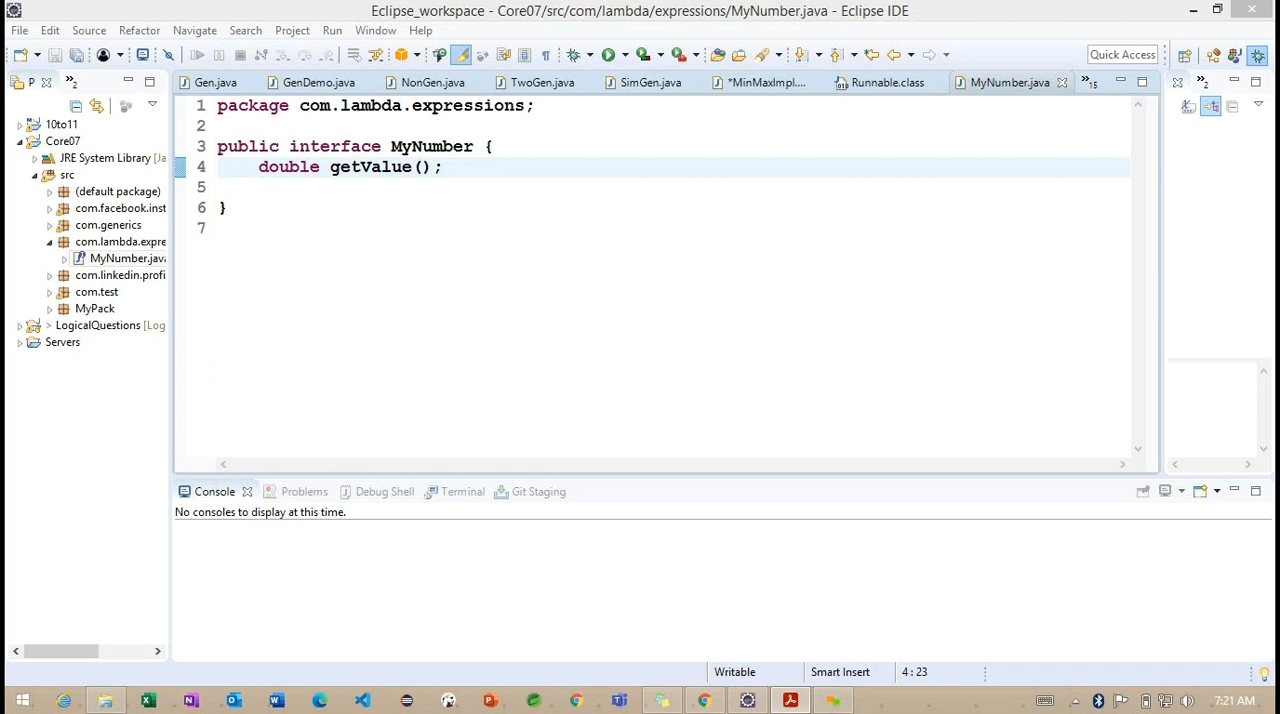 Eclipse_workspace - Core07/src/com/lambda/expressions/MyNumber.java - Eclipse IDE
File Edit Source Refactor Navigate Search Project Run Window Help
Quick Access
P 2
Gen.java GenDemo.java NonGen.java TwoGen.java SimGen.java *MinMaxImpl.... Runnable.class MyNumber.java 15 2
10to11
Core07
JRE System Library [Ja
src
(default package)
com.facebook.inst
com.generics
com.lambda.expre
MyNumber.java
com.linkedin.profi
com.test
MyPack
> LogicalQuestions [Log
Servers
1 package com.lambda.expressions;
2
3 public interface MyNumber {
4 double getValue();
5
6 }
7
Console Problems Debug Shell Terminal Git Staging
No consoles to display at this time.
Writable Smart Insert 4 : 23
7:21 AM